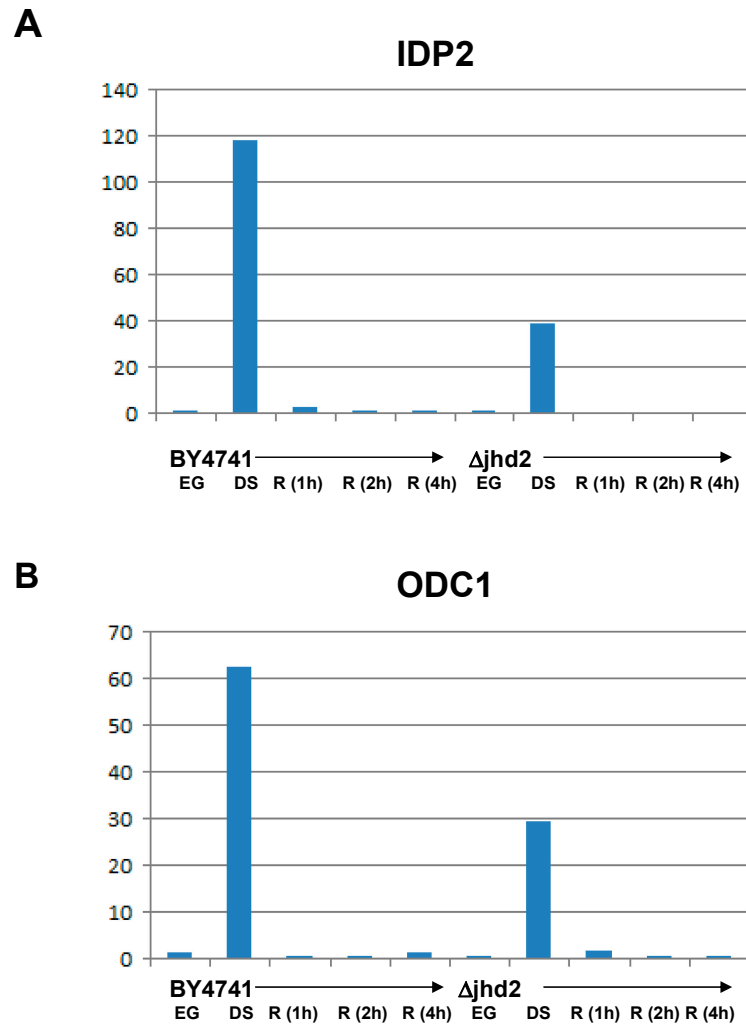 A
IDP2
140
120
100
80
60
40
20
0
BY4741 Δjhd2
EG DS R (1h) R (2h) R (4h) EG DS R (1h) R (2h) R (4h)
B
ODC1
70
60
50
40
30
20
10
0
BY4741 Δjhd2
EG DS R (1h) R (2h) R (4h) EG DS R (1h) R (2h) R (4h)